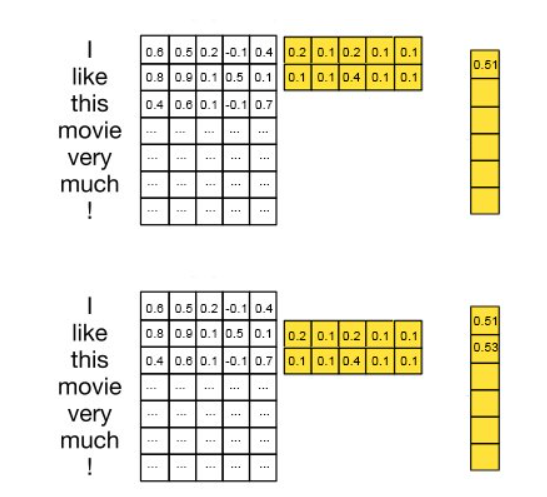 I 0.6 0.5 0.2 -0.1 0.4 0.2 0.1 0.2 0.1 0.1 0.51
like 0.8 0.9 0.1 0.5 0.1 0.1 0.1 0.4 0.1 0.1
this 0.4 0.6 0.1 -0.1 0.7
movie ... ... ... ... ...
very ... ... ... ... ...
much ... ... ... ... ...
! ... ... ... ... ...
I 0.6 0.5 0.2 -0.1 0.4 0.51
like 0.8 0.9 0.1 0.5 0.1 0.2 0.1 0.2 0.1 0.1 0.53
this 0.4 0.6 0.1 -0.1 0.7 0.1 0.1 0.4 0.1 0.1
movie ... ... ... ... ...
very ... ... ... ... ...
much ... ... ... ... ...
! ... ... ... ... ...